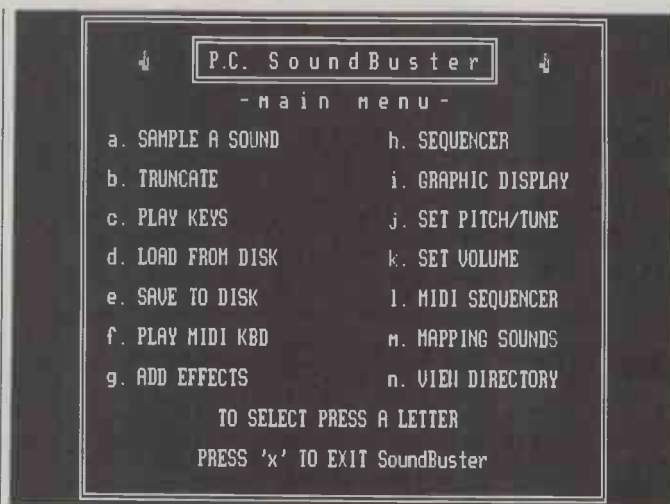 P.C. SoundBuster
-main menu-
a. SAMPLE A SOUND
b. TRUNCATE
c. PLAY KEYS
d. LOAD FROM DISK
e. SAVE TO DISK
f. PLAY MIDI KBD
g. ADD EFFECTS
h. SEQUENCER
i. GRAPHIC DISPLAY
j. SET PITCH/TUNE
k. SET VOLUME
l. MIDI SEQUENCER
m. MAPPING SOUNDS
n. VIEW DIRECTORY
TO SELECT PRESS A LETTER
PRESS 'x' TO EXIT SoundBuster